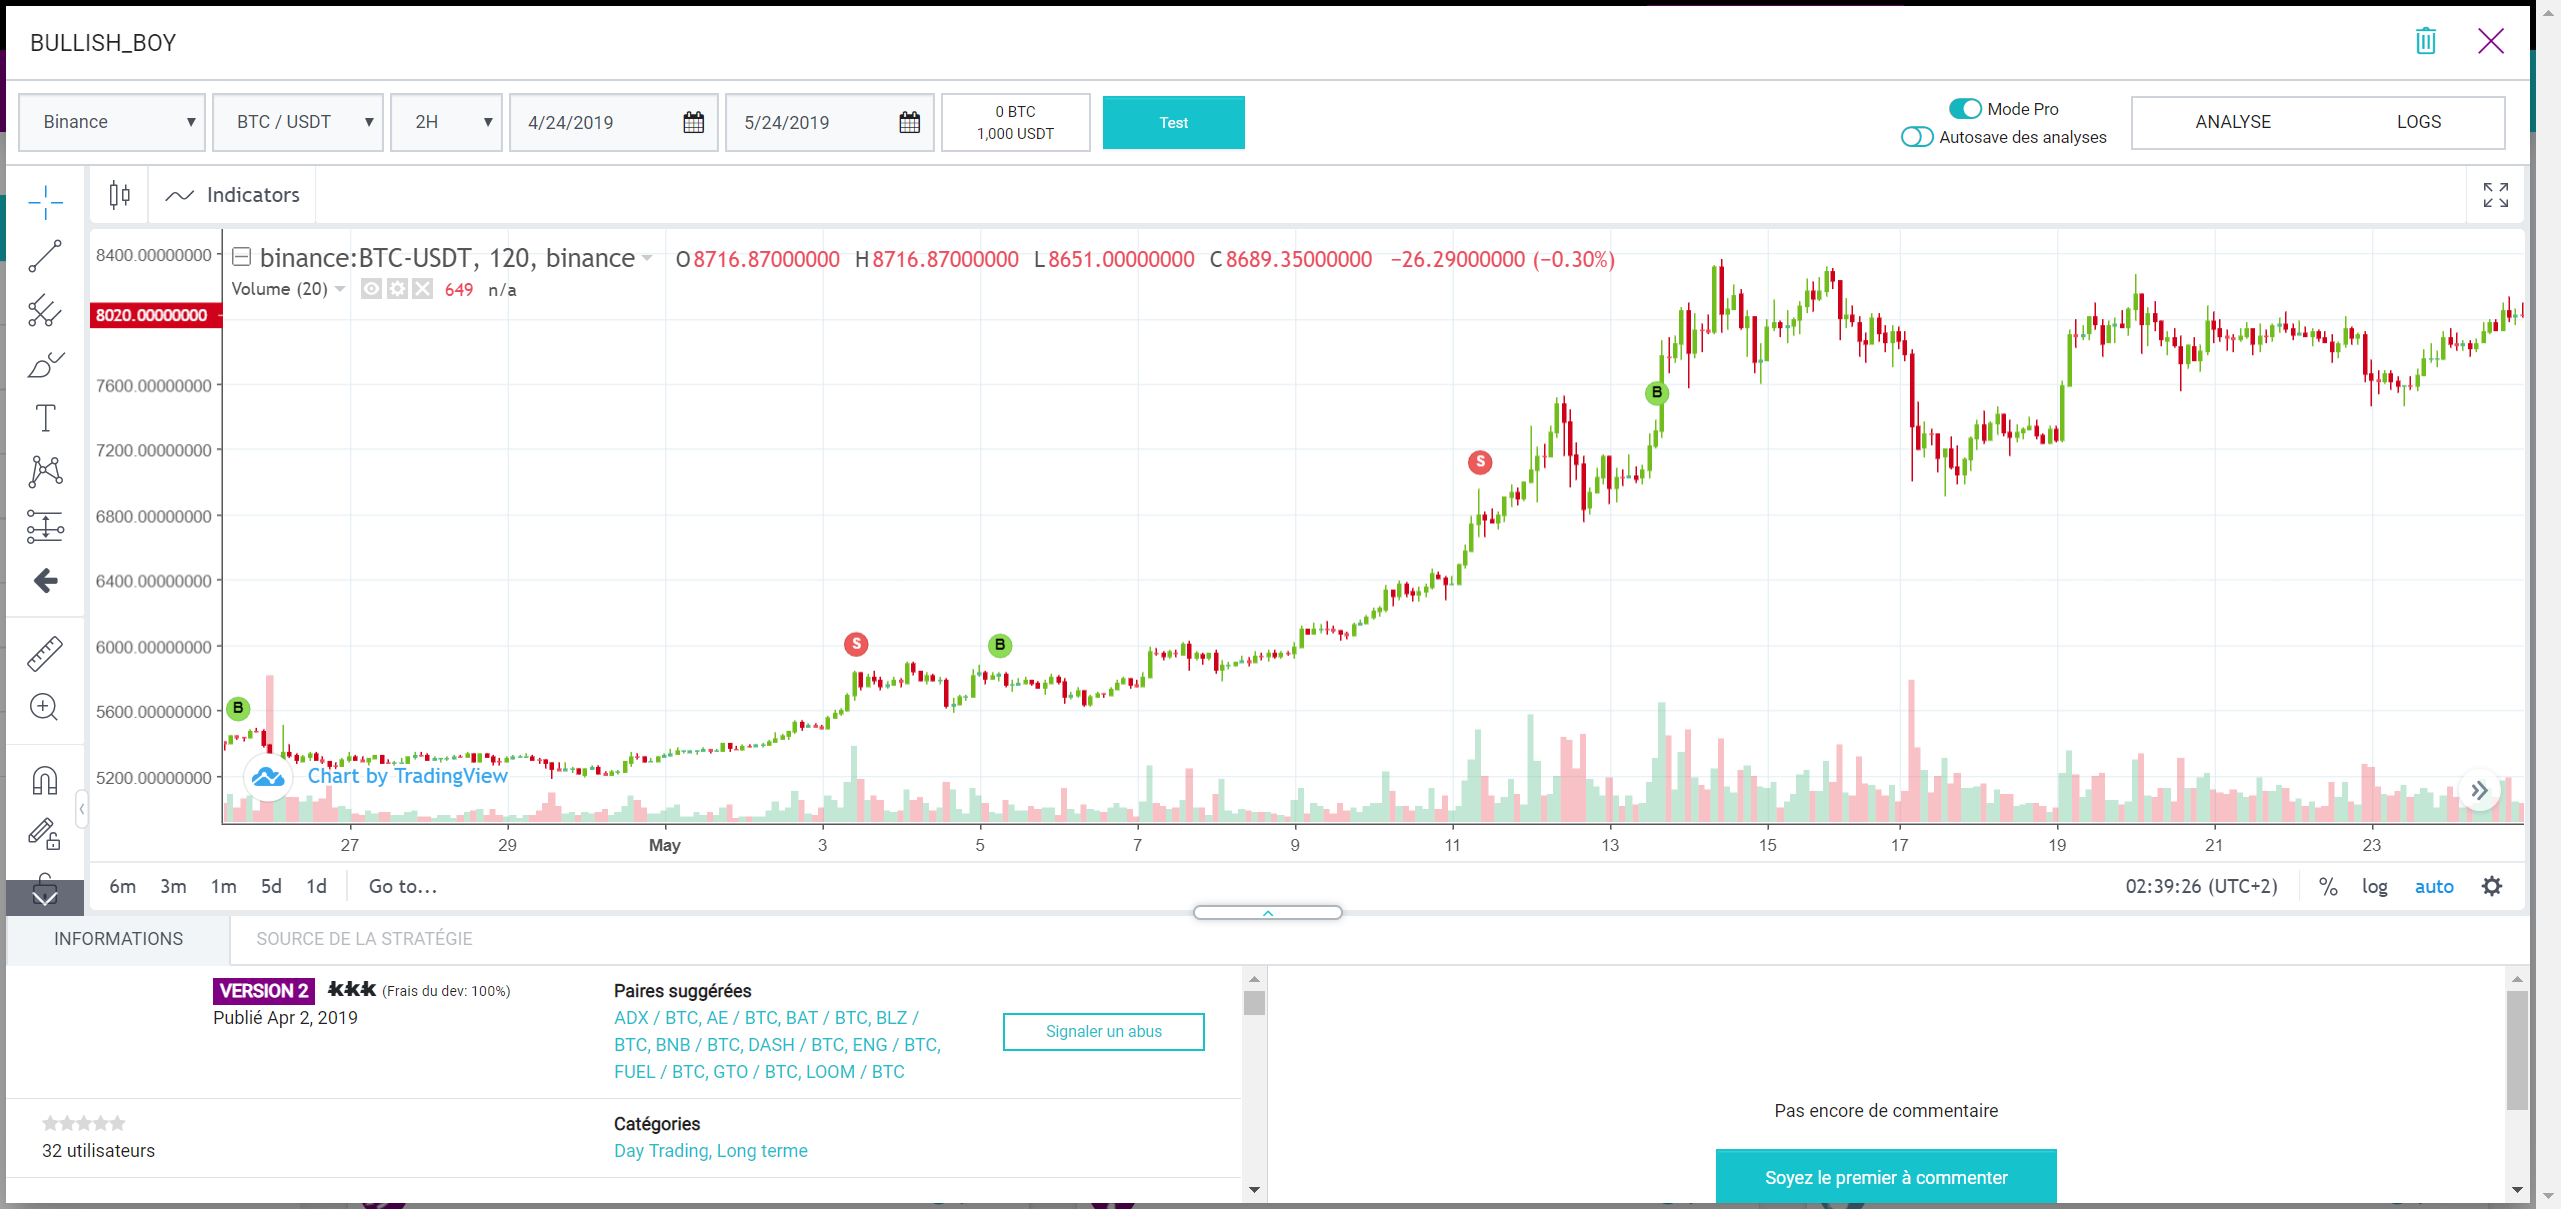 BULLISH_BOY
Binance
BTC / USDT
2H
4/24/2019
5/24/2019
0 BTC
1,000 USDT
Test
Mode Pro
Autosave des analyses
ANALYSE
LOGS
Indicators
binance:BTC-USDT, 120, binance
O8716.87000000 H8716.87000000 L8651.00000000 C8689.35000000 −26.29000000 (−0.30%)
Volume (20) 649 n/a
8400.00000000
8020.00000000
7600.00000000
7200.00000000
6800.00000000
6400.00000000
6000.00000000
5600.00000000
5200.00000000
B
S
B
S
B
Chart by TradingView
27 29 May 3 5 7 9 11 13 15 17 19 21 23
6m 3m 1m 5d 1d Go to...
02:39:26 (UTC+2) % log auto
INFORMATIONS
SOURCE DE LA STRATÉGIE
VERSION 2 kkk (Frais du dev: 100%)
Publié Apr 2, 2019
Paires suggérées
ADX / BTC, AE / BTC, BAT / BTC, BLZ /
BTC, BNB / BTC, DASH / BTC, ENG / BTC,
FUEL / BTC, GTO / BTC, LOOM / BTC
Signaler un abus
32 utilisateurs
Catégories
Day Trading, Long terme
Pas encore de commentaire
Soyez le premier à commenter